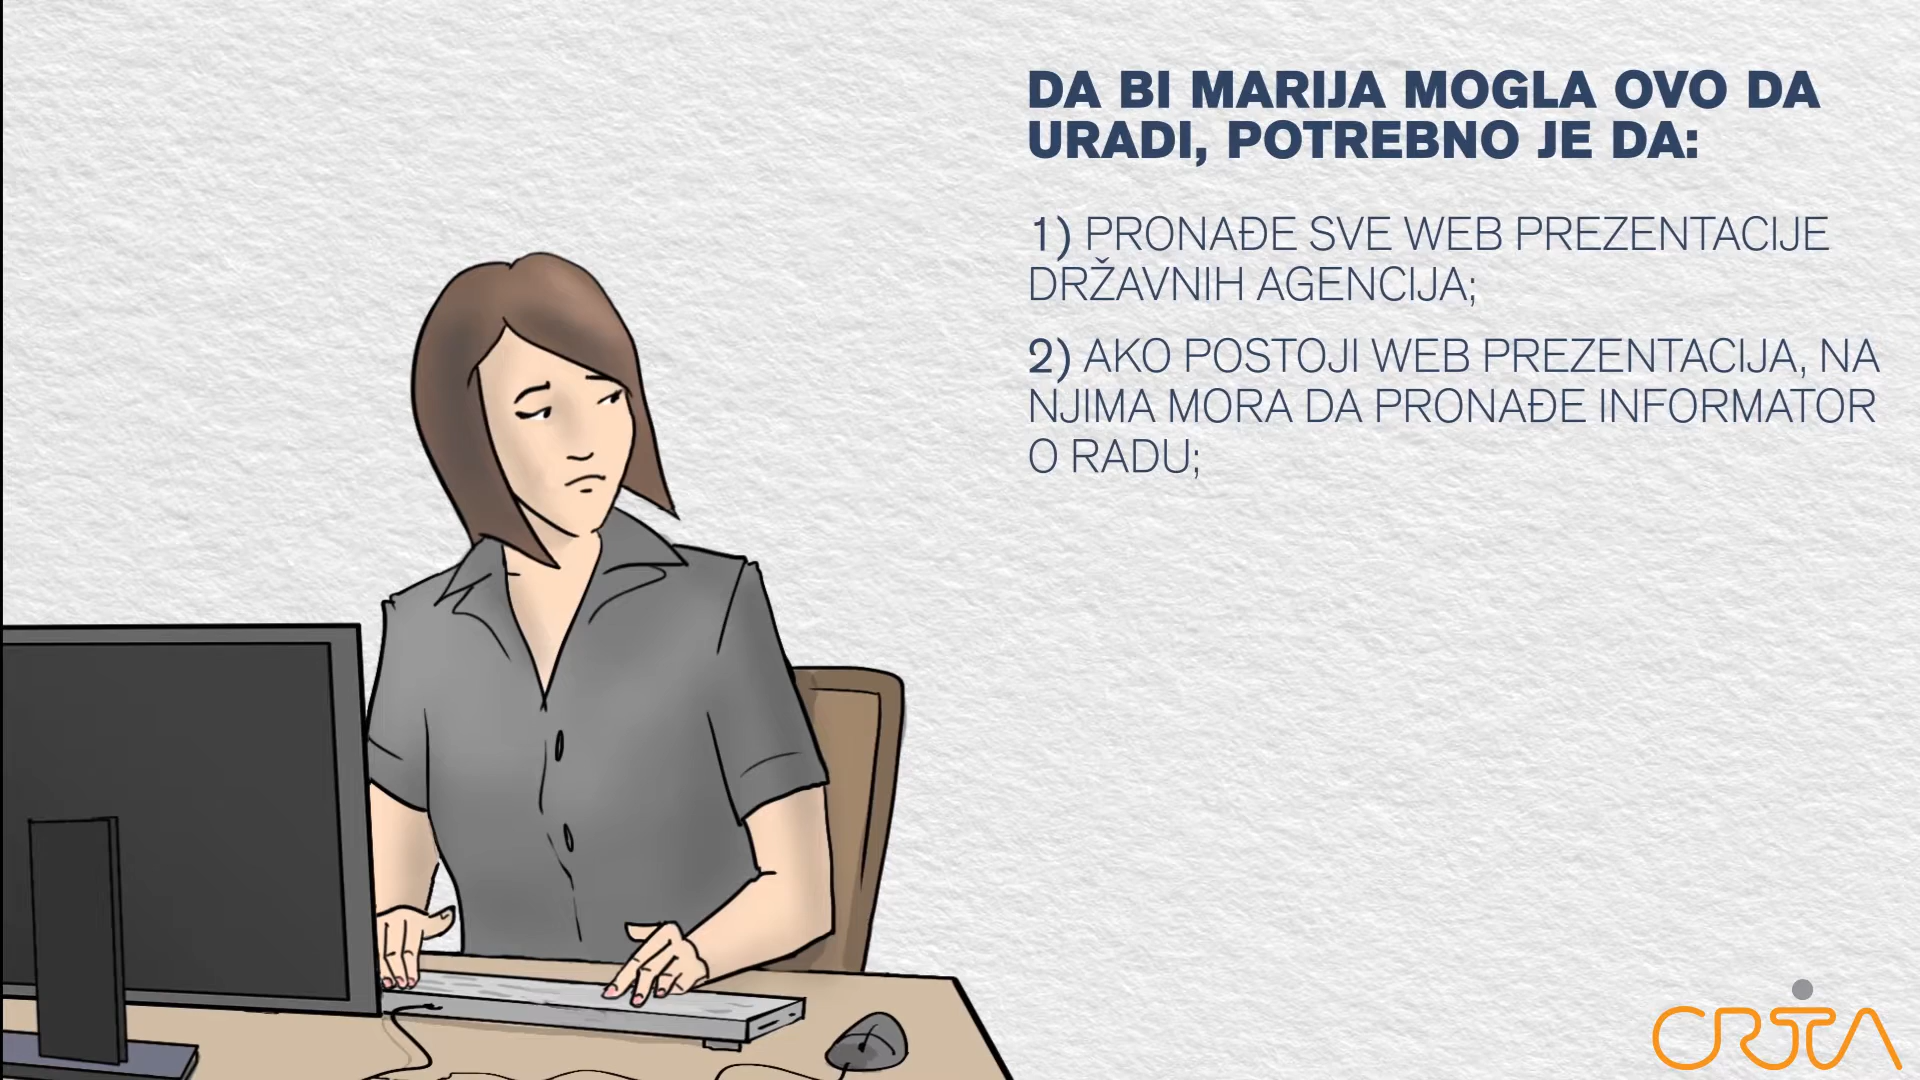 DA BI MARIJA MOGLA OVO DA
URADI, POTREBNO JE DA:
1) PRONAĐE SVE WEB PREZENTACIJE
DRŽAVNIH AGENCIJA;
2) AKO POSTOJI WEB PREZENTACIJA, NA
NJIMA MORA DA PRONAĐE INFORMATOR
O RADU;
CRTA